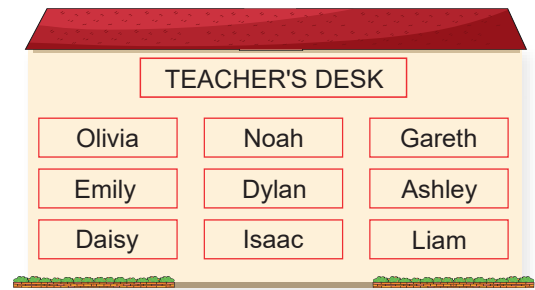 TEACHER'S DESK
Olivia Noah Gareth
Emily Dylan Ashley
Daisy Isaac Liam